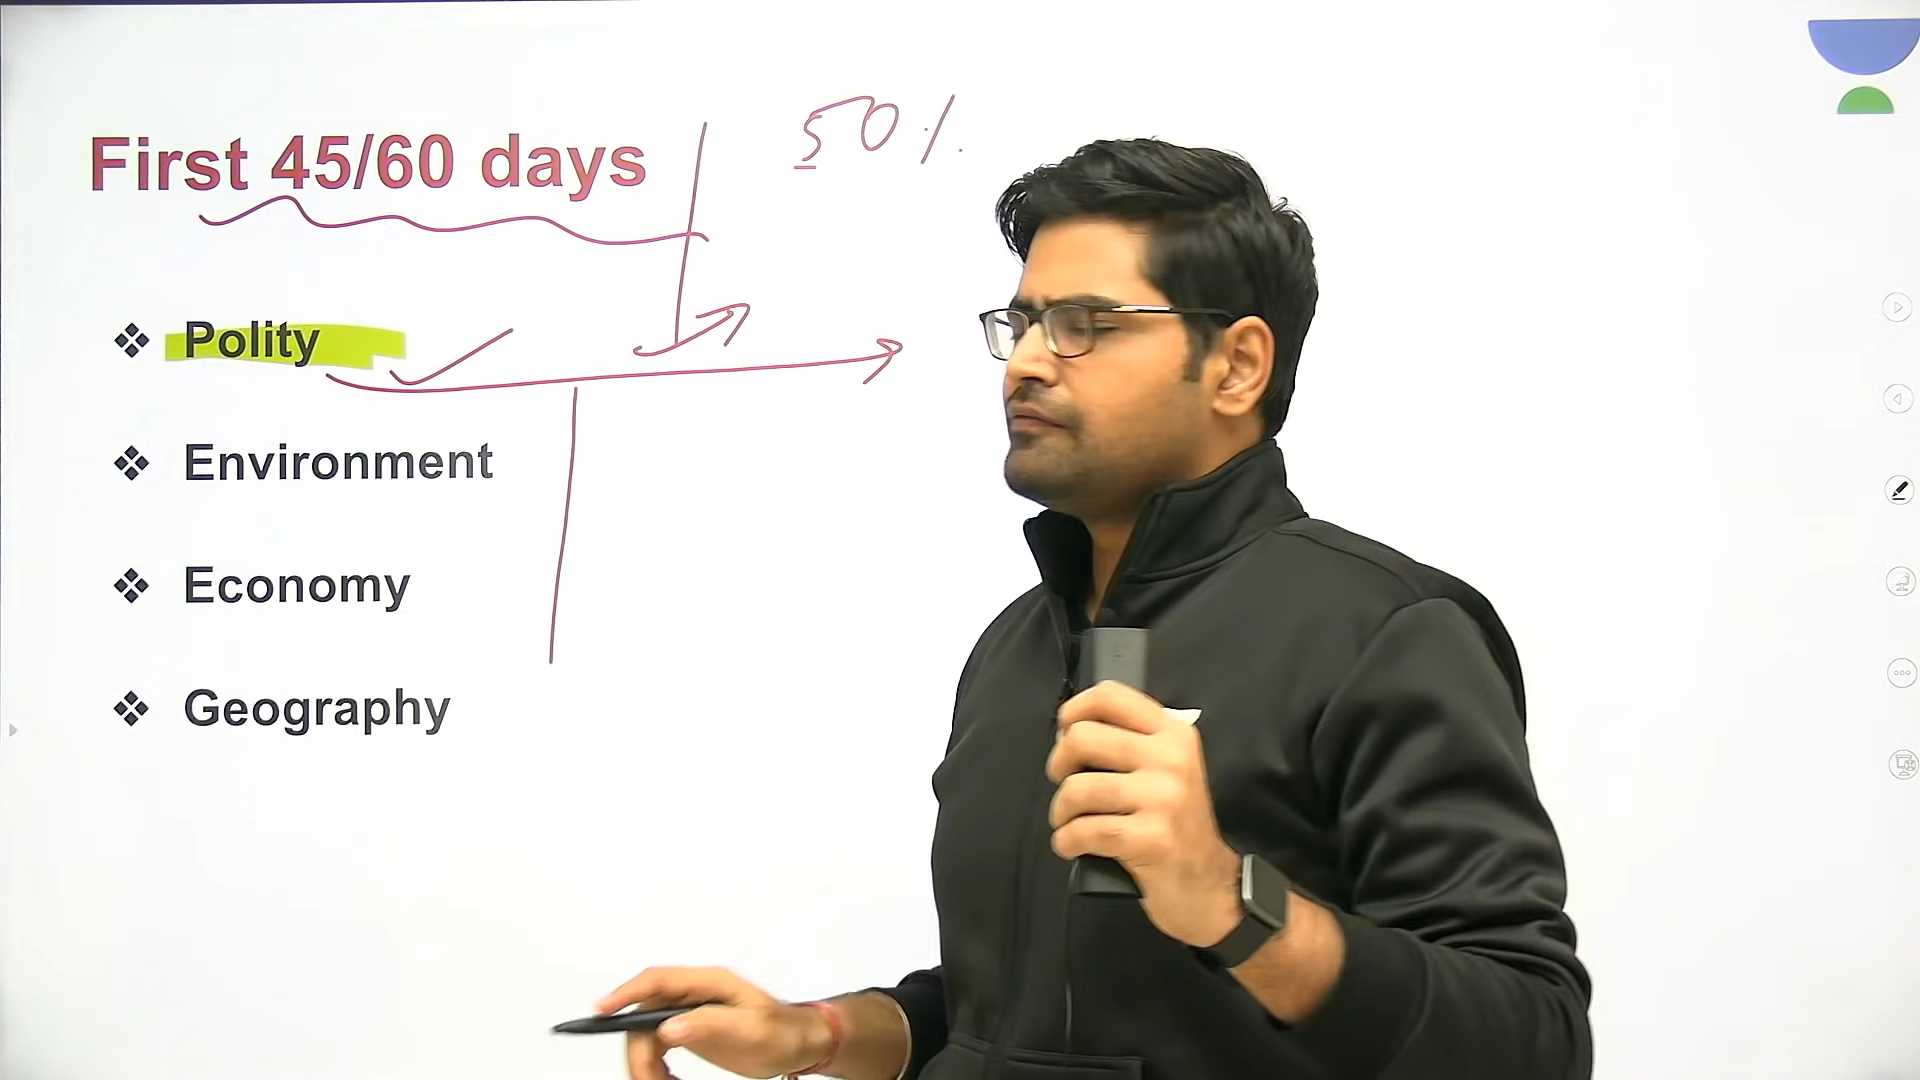 First 45/60 days
50%
❖ Polity
❖ Environment
❖ Economy
❖ Geography